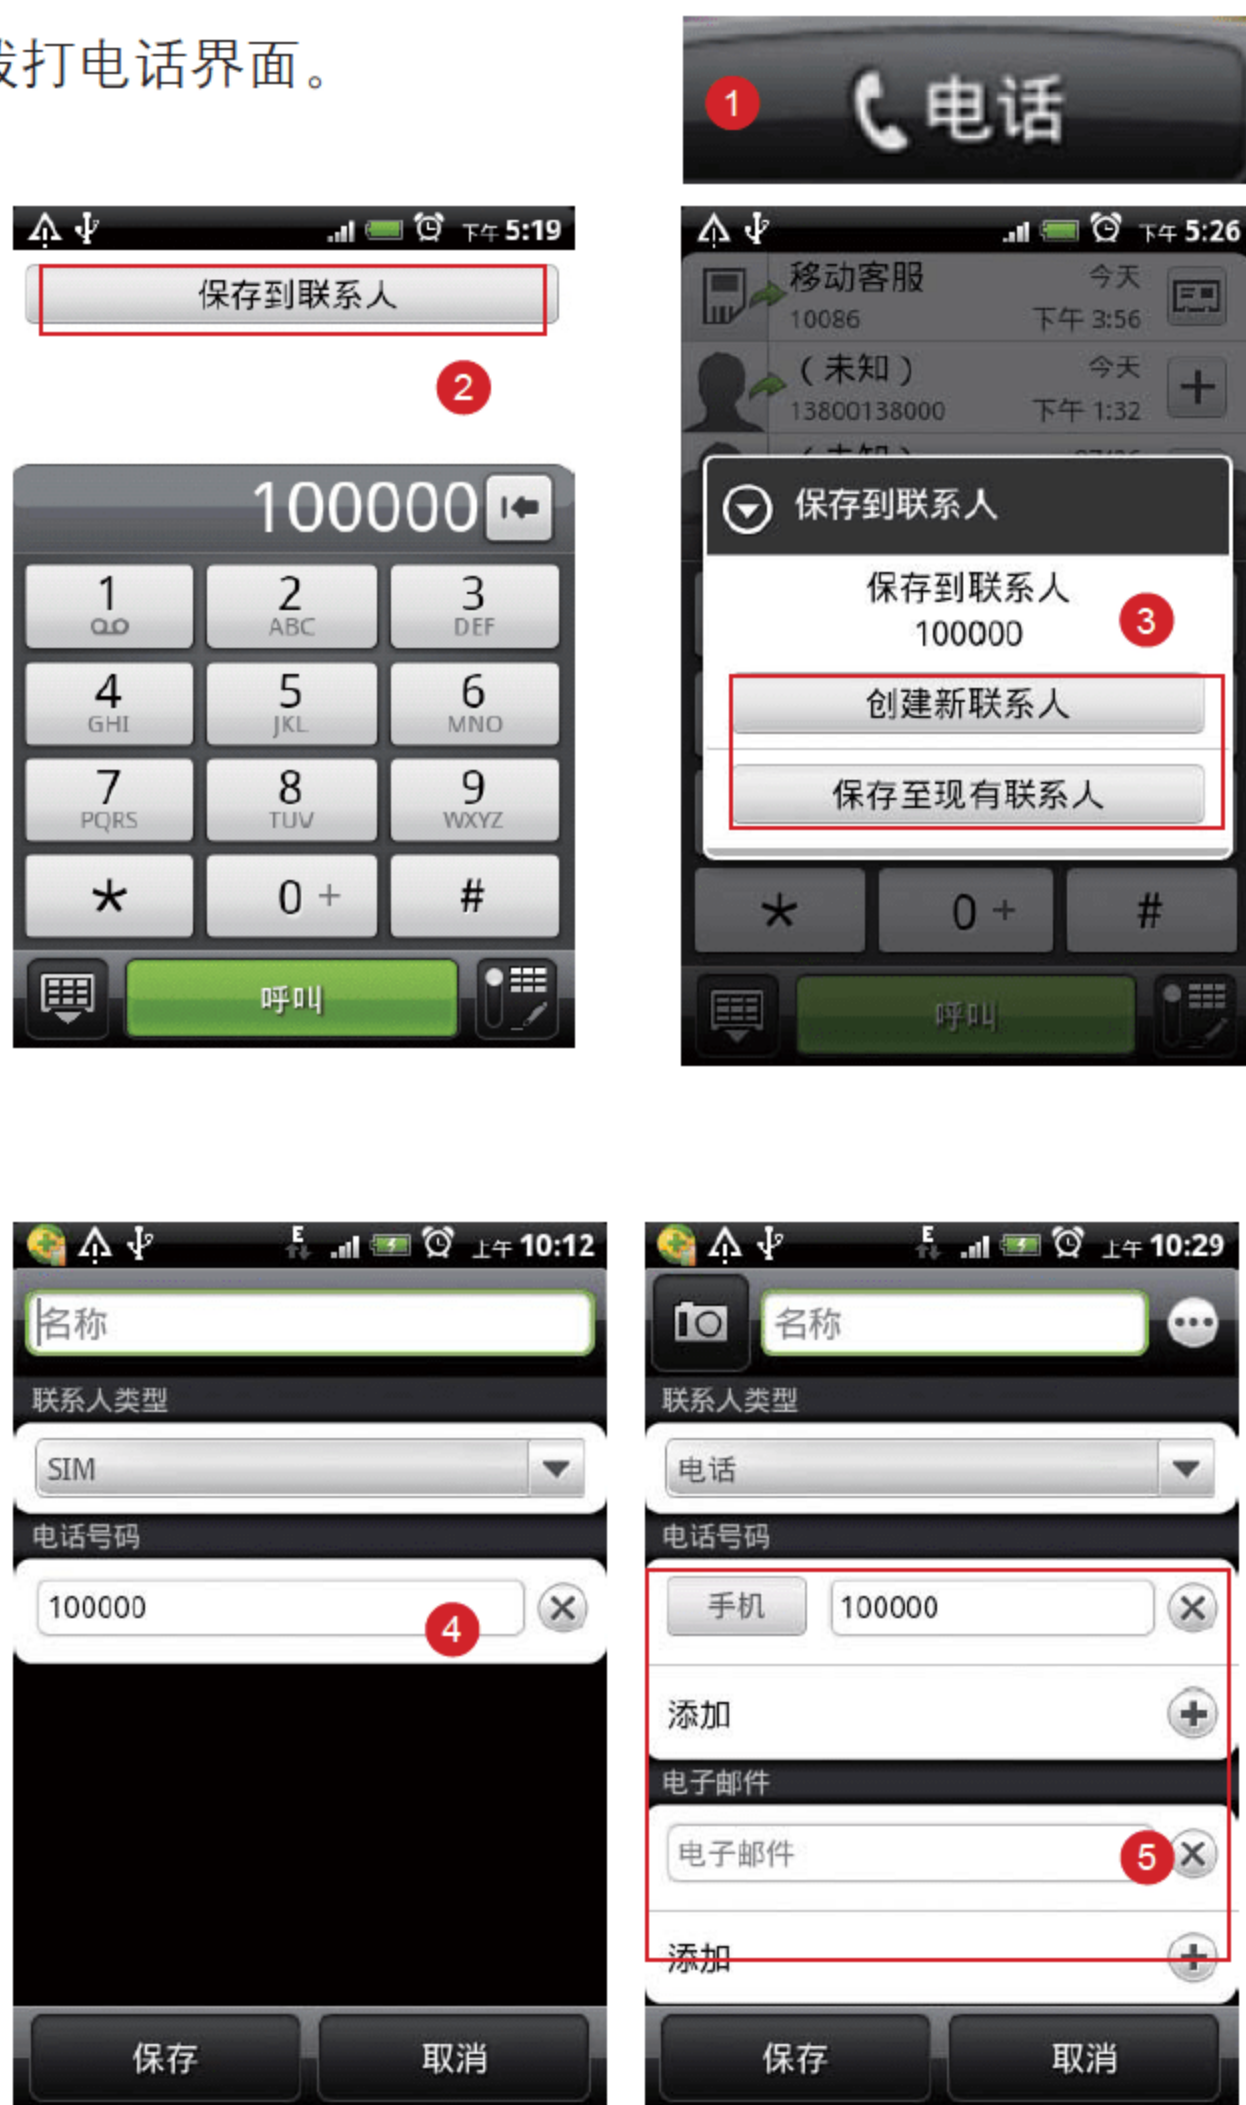 打电话界面。
1
电话
下午 5:19
保存到联系人
2
100000
1
2 ABC
3 DEF
4 GHI
5 JKL
6 MNO
7 PQRS
8 TUV
9 WXYZ
*
0 +
#
呼叫
下午 5:26
移动客服 今天
10086 下午 3:56
（未知） 今天
13800138000 下午 1:32
保存到联系人
保存到联系人
100000
3
创建新联系人
保存至现有联系人
*
0 +
#
呼叫
E 上午 10:12
名称
联系人类型
SIM
电话号码
100000
4
保存 取消
E 上午 10:29
名称
联系人类型
电话
电话号码
手机 100000
添加
电子邮件
电子邮件
5
添加
保存 取消